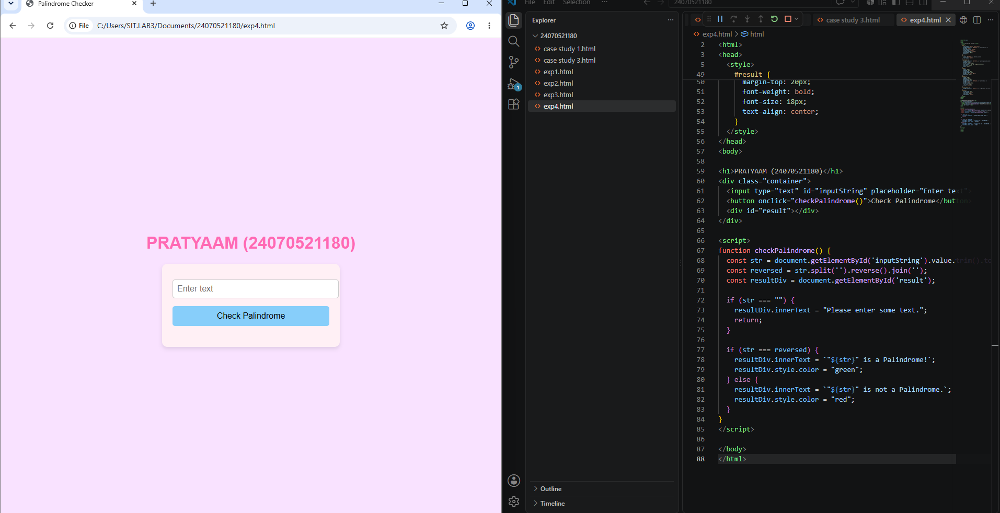 Palindrome Checker
File
C:/Users/SIT.LAB3/Documents/24070521180/exp4.html
PRATYAAM (24070521180)
Enter text
Check Palindrome
File Edit Selection ···
24070521180
Explorer
24070521180
case study 1.html
case study 3.html
exp1.html
exp2.html
exp3.html
exp4.html
1
Outline
Timeline
case study 3.html
exp4.html
exp4.html > html
2 <html>
3 <head>
5 <style>
49 #result {
50 margin-top: 20px;
51 font-weight: bold;
52 font-size: 18px;
53 text-align: center;
54 }
55 </style>
56 </head>
57 <body>
58
59 <h1>PRATYAAM (24070521180)</h1>
60 <div class="container">
61 <input type="text" id="inputString" placeholder="Enter text">
62 <button onclick="checkPalindrome()">Check Palindrome</button>
63 <div id="result"></div>
64 </div>
65
66 <script>
67 function checkPalindrome() {
68 const str = document.getElementById('inputString').value.trim().to
69 const reversed = str.split('').reverse().join('');
70 const resultDiv = document.getElementById('result');
71
72 if (str === "") {
73 resultDiv.innerText = "Please enter some text.";
74 return;
75 }
76
77 if (str === reversed) {
78 resultDiv.innerText = `"${str}" is a Palindrome!`;
79 resultDiv.style.color = "green";
80 } else {
81 resultDiv.innerText = `"${str}" is not a Palindrome.`;
82 resultDiv.style.color = "red";
83 }
84 }
85 </script>
86
87 </body>
88 </html>